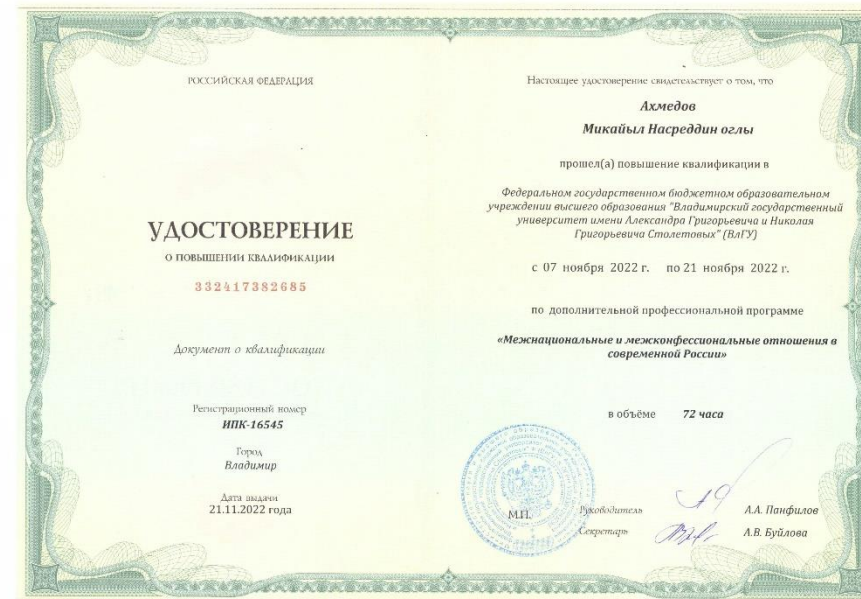 РОССИЙСКАЯ ФЕДЕРАЦИЯ
УДОСТОВЕРЕНИЕ
О ПОВЫШЕНИИ КВАЛИФИКАЦИИ
332417382685
Документ о квалификации
Регистрационный номер
ИПК-16545
Город
Владимир
Дата выдачи
21.11.2022 года
Настоящее удостоверение свидетельствует о том, что
Ахмедов
Микайыл Насреддин оглы
прошел(а) повышение квалификации в
Федеральном государственном бюджетном образовательном
учреждении высшего образования "Владимирский государственный
университет имени Александра Григорьевича и Николая
Григорьевича Столетовых" (ВлГУ)
с 07 ноября 2022 г. по 21 ноября 2022 г.
по дополнительной профессиональной программе
«Межнациональные и межконфессиональные отношения в
современной России»
в объёме 72 часа
М.П.
Руководитель А.А. Панфилов
Секретарь А.В. Буйлова